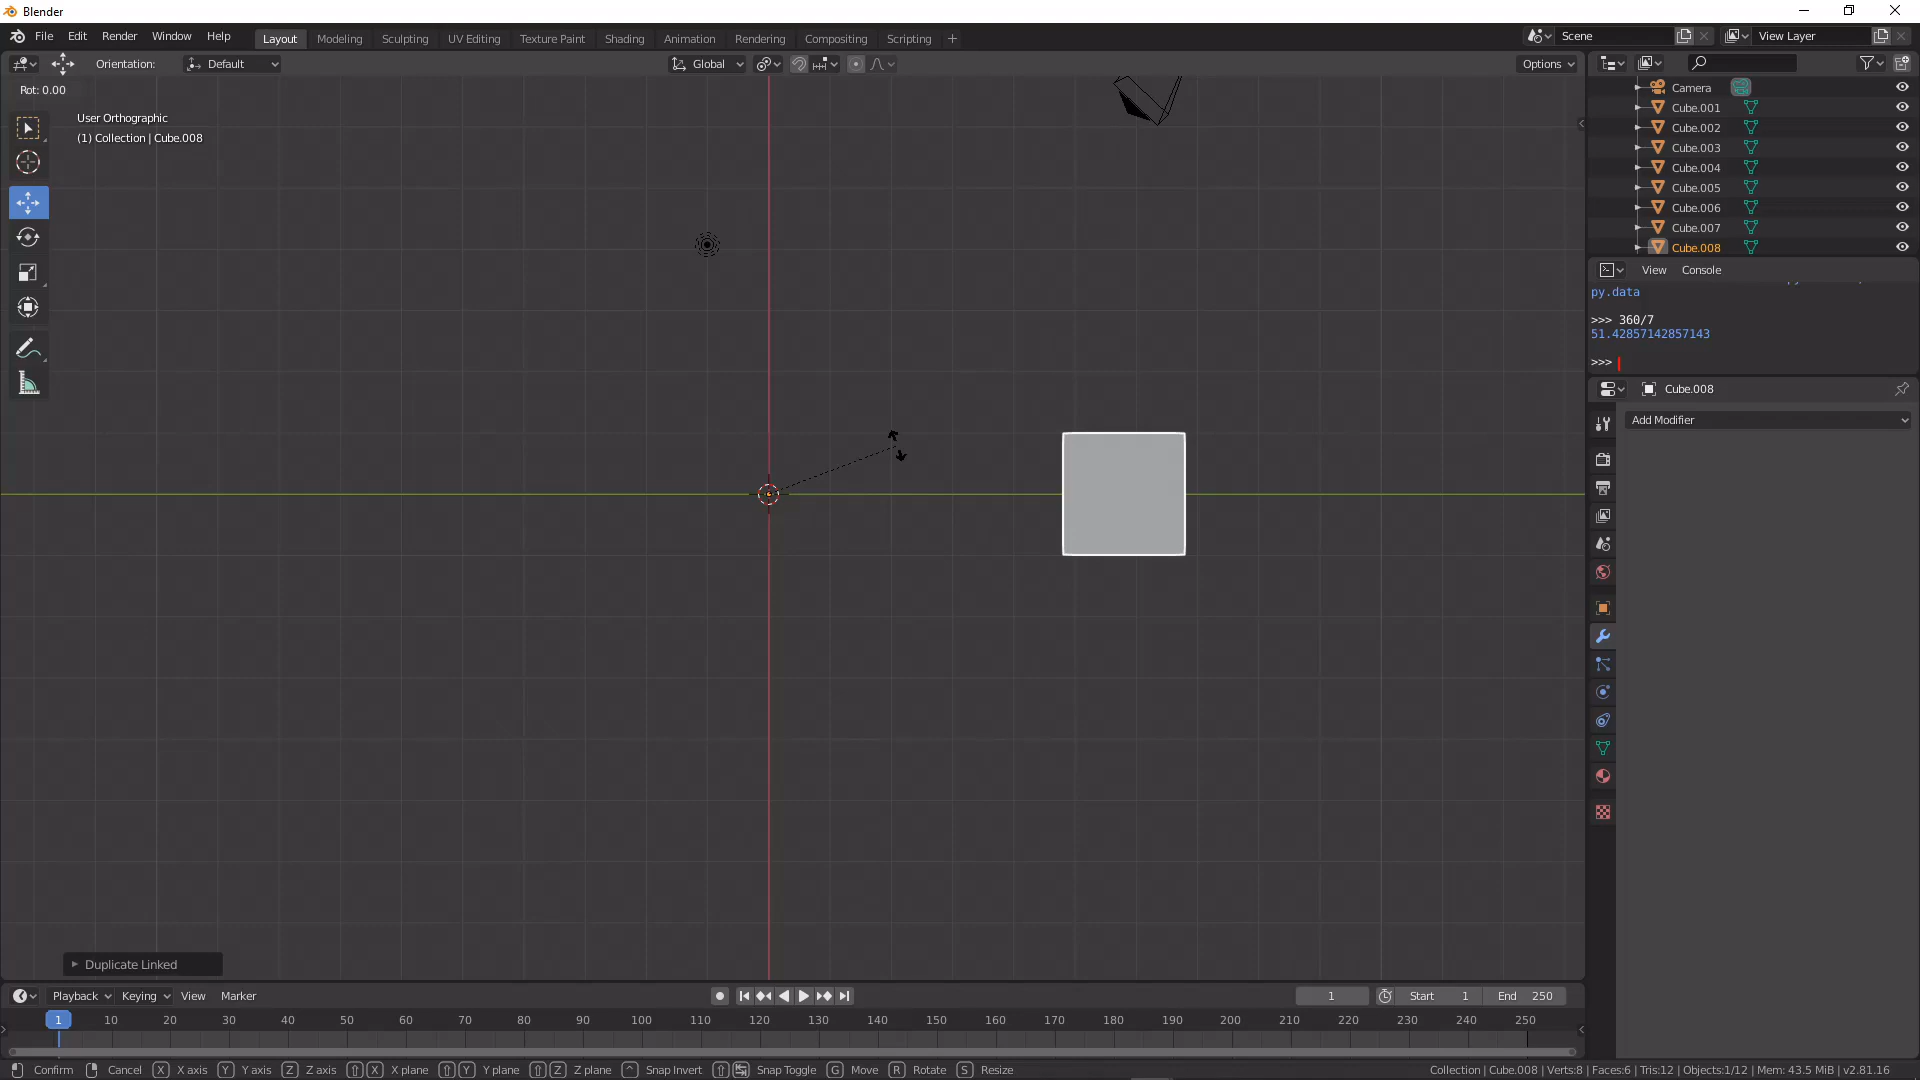 Blender
File Edit Render Window Help Layout Modeling Sculpting UV Editing Texture Paint Shading Animation Rendering Compositing Scripting Scene View Layer
Orientation: Default Global Options
Rot: 0.00
User Orthographic
(1) Collection | Cube.008
Camera
Cube.001
Cube.002
Cube.003
Cube.004
Cube.005
Cube.006
Cube.007
Cube.008
View Console
py.data
>>> 360/7
51.42857142857143
>>>
Cube.008
Add Modifier
Duplicate Linked
Playback Keying View Marker 1 Start 1 End 250
1 10 20 30 40 50 60 70 80 90 100 110 120 130 140 150 160 170 180 190 200 210 220 230 240 250
Confirm Cancel X X axis Y Y axis Z Z axis X X plane Y Y plane Z Z plane ^ Snap Invert Snap Toggle G Move R Rotate S Resize Collection | Cube.008 | Verts:8 | Faces:6 | Tris:12 | Objects:1/12 | Mem: 43.5 MiB | v2.81.16